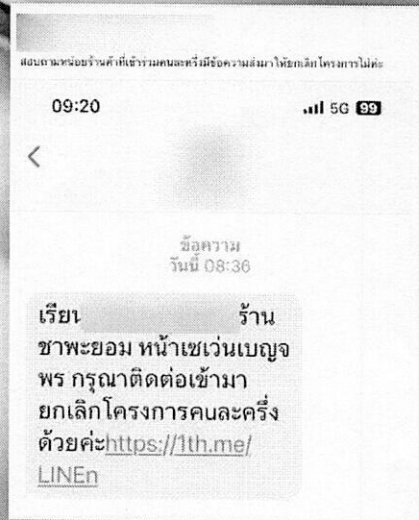 สอบถามหน่อยร้านค้าที่เข้าร่วมคนละครึ่งมีข้อความส่งมาให้ยกเลิกโครงการไม่ค่ะ
09:20
5G 99
ข้อความ
วันนี้ 08:36
เรียน ร้าน
ชาพะยอม หน้าเซเว่นเบญจ
พร กรุณาติดต่อเข้ามา
ยกเลิกโครงการคuละครึ่ง
ด้วยค่ะhttps://1th.me/
LINEn